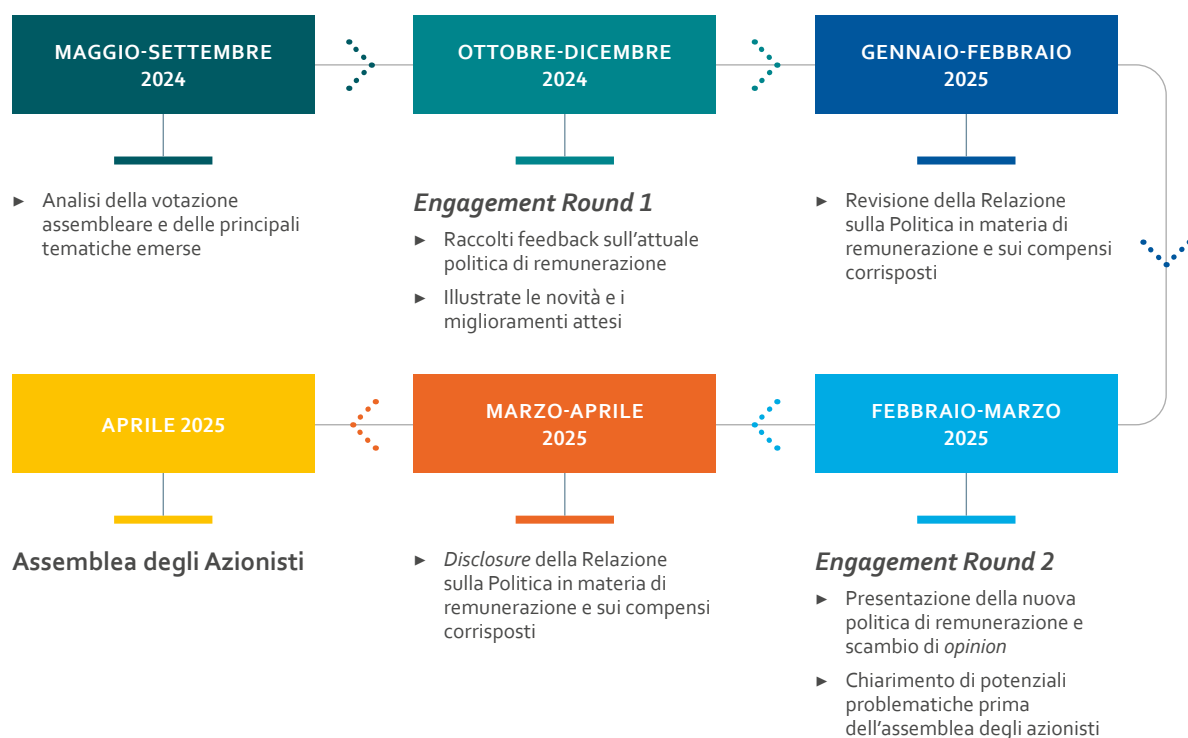 MAGGIO-SETTEMBRE
2024
► Analisi della votazione
assembleare e delle principali
tematiche emerse
OTTOBRE-DICEMBRE
2024
Engagement Round 1
► Raccolti feedback sull’attuale
politica di remunerazione
► Illustrate le novità e i
miglioramenti attesi
GENNAIO-FEBBRAIO
2025
► Revisione della Relazione
sulla Politica in materia di
remunerazione e sui compensi
corrisposti
FEBBRAIO-MARZO
2025
Engagement Round 2
► Presentazione della nuova
politica di remunerazione e
scambio di opinion
► Chiarimento di potenziali
problematiche prima
dell’assemblea degli azionisti
MARZO-APRILE
2025
► Disclosure della Relazione
sulla Politica in materia di
remunerazione e sui compensi
corrisposti
APRILE 2025
Assemblea degli Azionisti